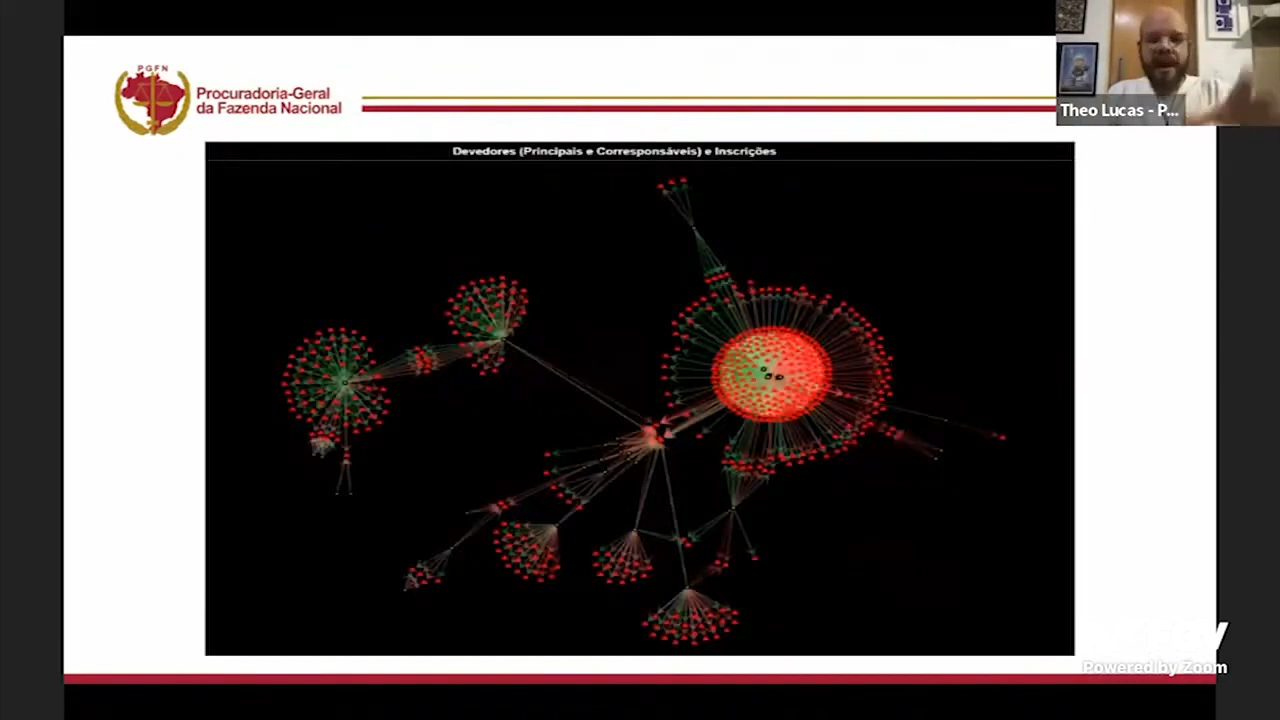 PGFN
Procuradoria-Geral
da Fazenda Nacional
Theo Lucas - P...
Devedores (Principais e Corresponsáveis) e Inscrições
Powered by Zoom